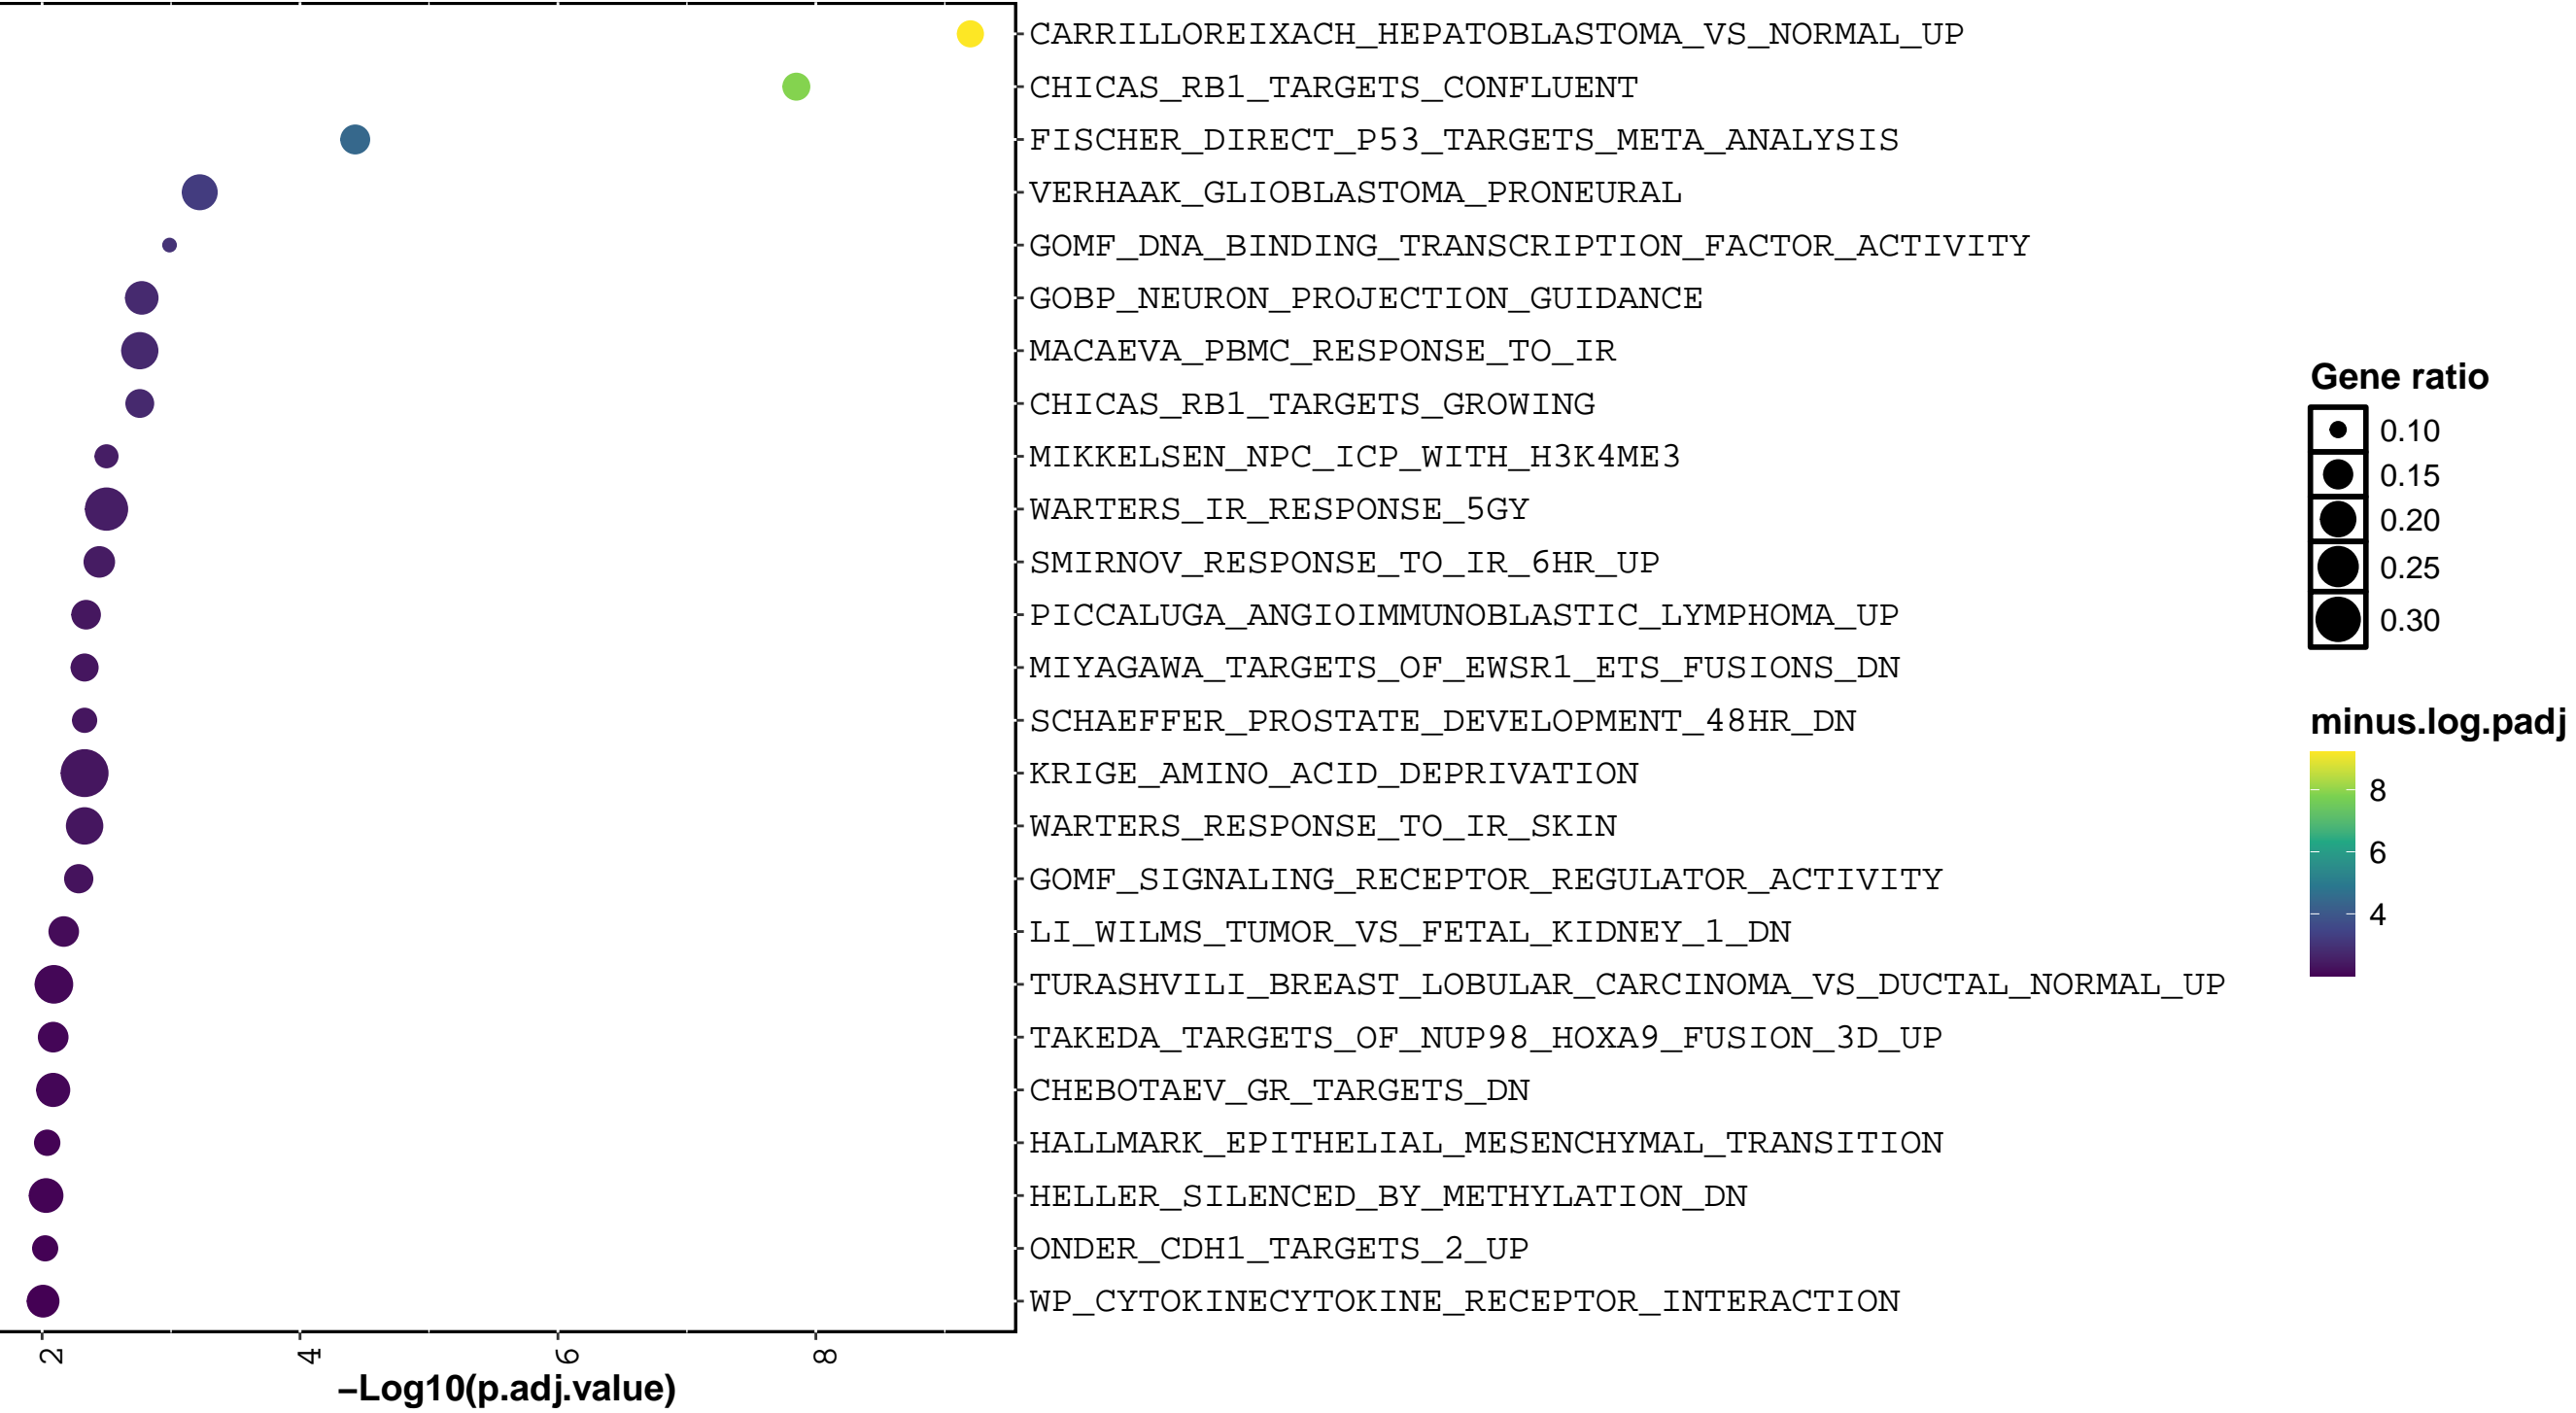 CARRILLOREIXACH_HEPATOBLASTOMA_VS_NORMAL_UP
CHICAS_RB1_TARGETS_CONFLUENT
FISCHER_DIRECT_P53_TARGETS_META_ANALYSIS
VERHAAK_GLIOBLASTOMA_PRONEURAL
GOMF_DNA_BINDING_TRANSCRIPTION_FACTOR_ACTIVITY
GOBP_NEURON_PROJECTION_GUIDANCE
MACAEVA_PBMC_RESPONSE_TO_IR
CHICAS_RB1_TARGETS_GROWING
MIKKELSEN_NPC_ICP_WITH_H3K4ME3
WARTERS_IR_RESPONSE_5GY
SMIRNOV_RESPONSE_TO_IR_6HR_UP
PICCALUGA_ANGIOIMMUNOBLASTIC_LYMPHOMA_UP
MIYAGAWA_TARGETS_OF_EWSR1_ETS_FUSIONS_DN
SCHAEFFER_PROSTATE_DEVELOPMENT_48HR_DN
KRIGE_AMINO_ACID_DEPRIVATION
WARTERS_RESPONSE_TO_IR_SKIN
GOMF_SIGNALING_RECEPTOR_REGULATOR_ACTIVITY
LI_WILMS_TUMOR_VS_FETAL_KIDNEY_1_DN
TURASHVILI_BREAST_LOBULAR_CARCINOMA_VS_DUCTAL_NORMAL_UP
TAKEDA_TARGETS_OF_NUP98_HOXA9_FUSION_3D_UP
CHEBOTAEV_GR_TARGETS_DN
HALLMARK_EPITHELIAL_MESENCHYMAL_TRANSITION
HELLER_SILENCED_BY_METHYLATION_DN
ONDER_CDH1_TARGETS_2_UP
WP_CYTOKINECYTOKINE_RECEPTOR_INTERACTION
2 4 6 8
−Log10(p.adj.value)
Gene ratio
0.10
0.15
0.20
0.25
0.30
minus.log.padj
8
6
4